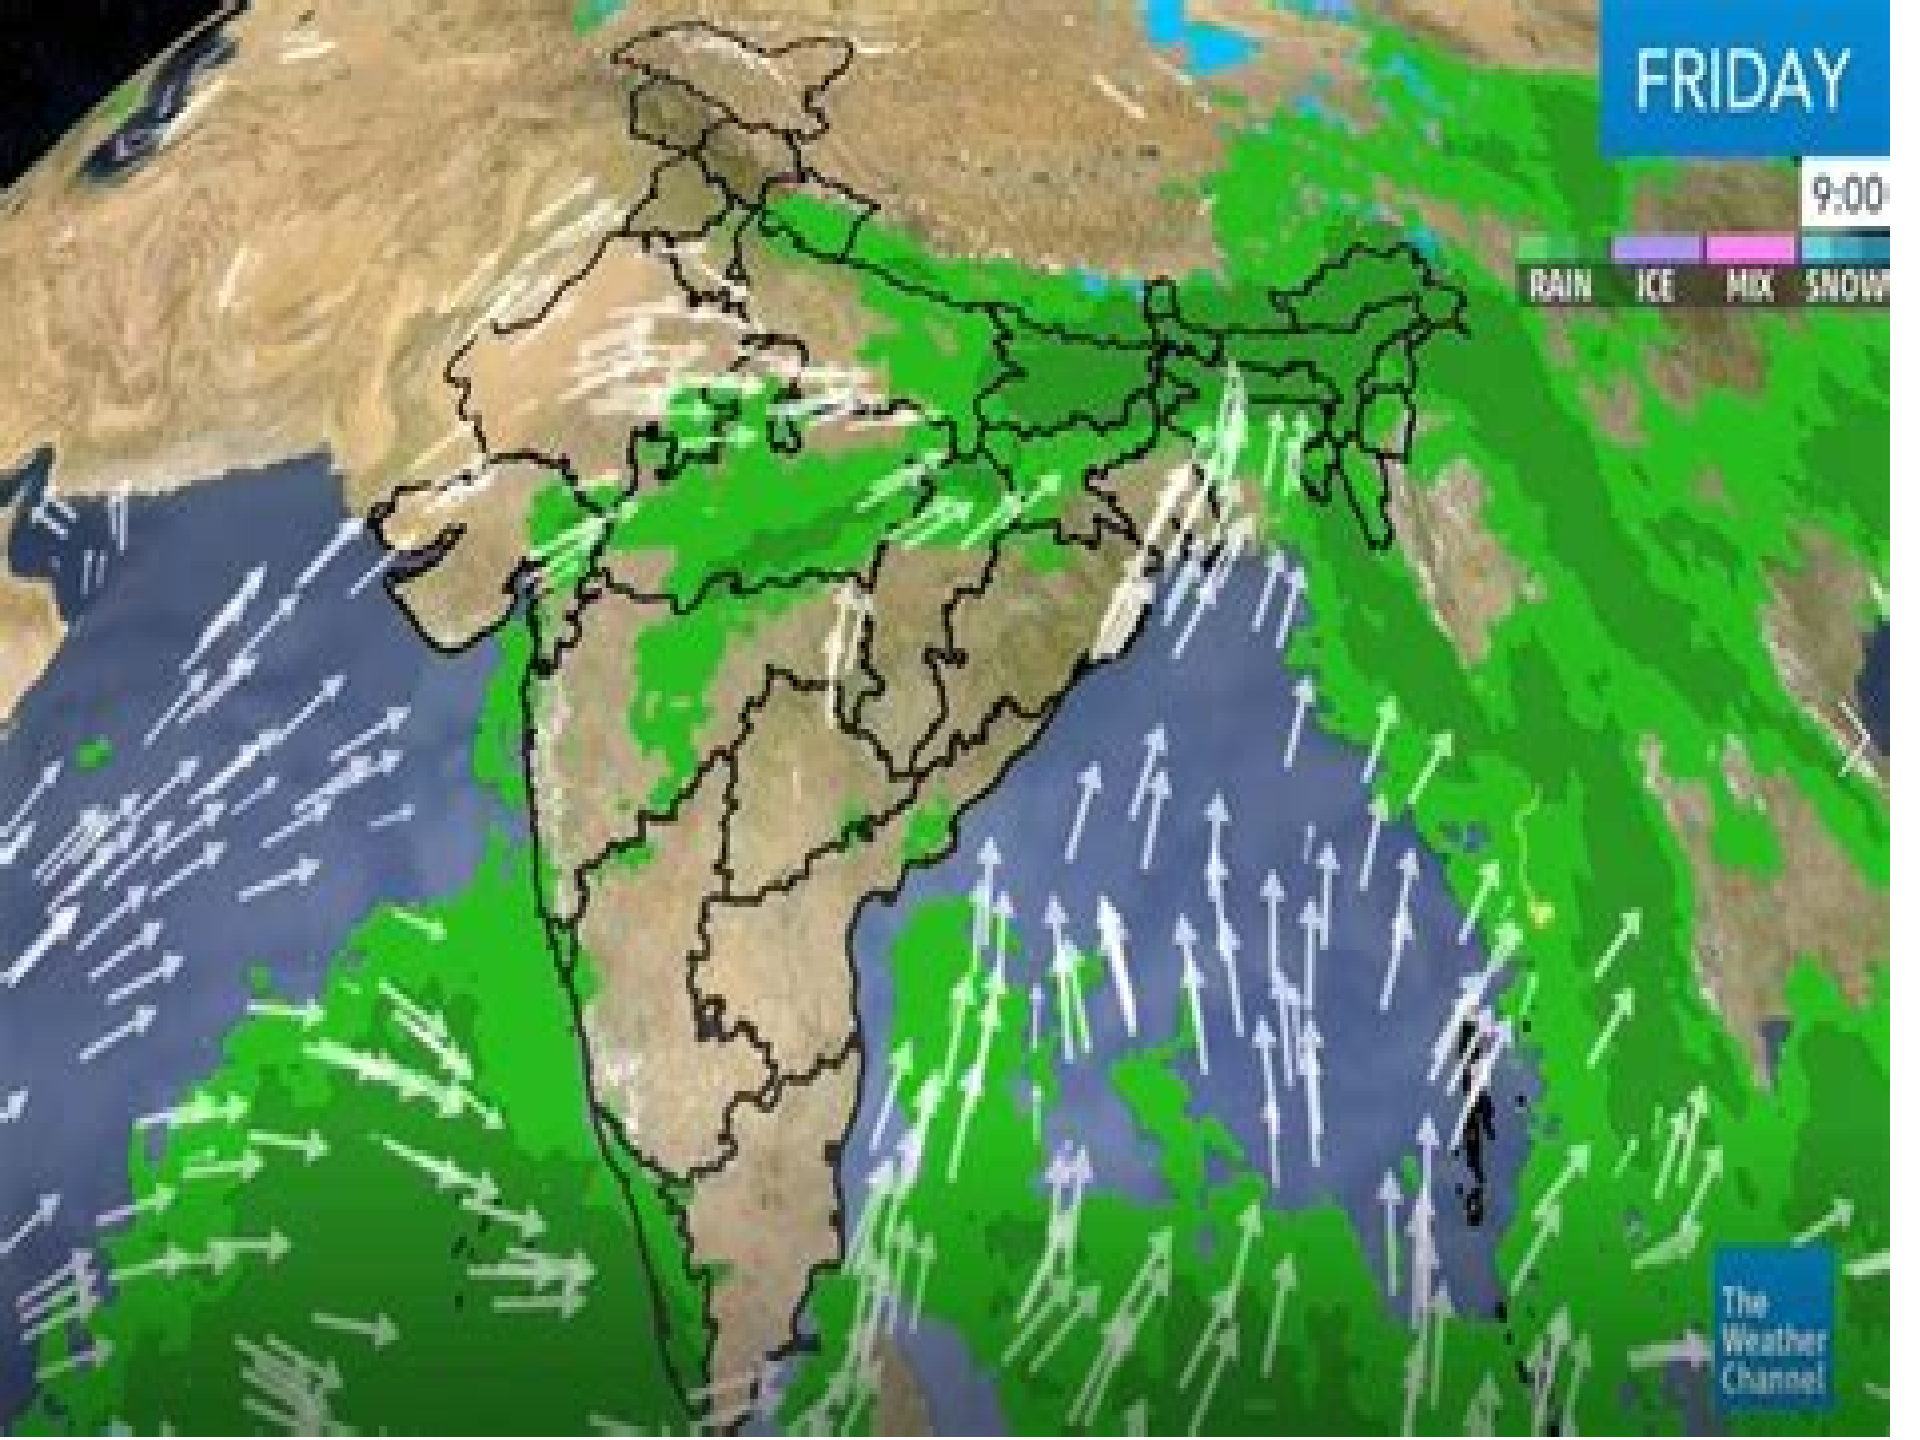 FRIDAY
9:00
RAIN ICE MIX SNOW
The
Weather
Channel